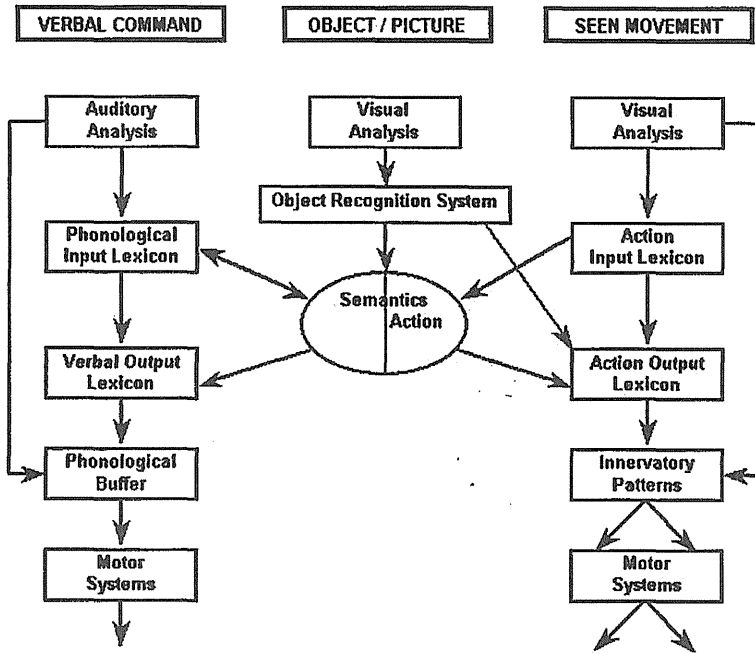 VERBAL COMMAND
OBJECT / PICTURE
SEEN MOVEMENT
Auditory
Analysis
Visual
Analysis
Visual
Analysis
Object Recognition System
Phonological
Input Lexicon
Action
Input Lexicon
Semantics
Action
Verbal Output
Lexicon
Action Output
Lexicon
Phonological
Buffer
Innervatory
Patterns
Motor
Systems
Motor
Systems